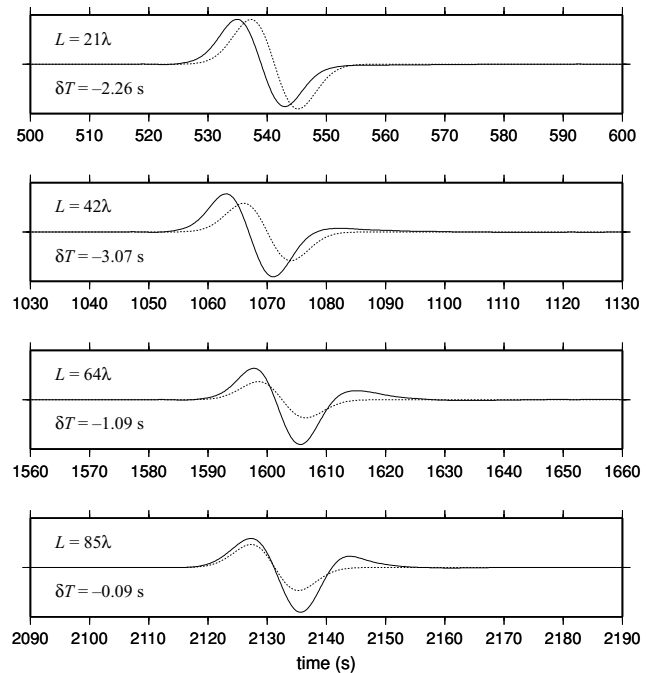 L = 21λ
δT = –2.26 s
500 510 520 530 540 550 560 570 580 590 600
L = 42λ
δT = –3.07 s
1030 1040 1050 1060 1070 1080 1090 1100 1110 1120 1130
L = 64λ
δT = –1.09 s
1560 1570 1580 1590 1600 1610 1620 1630 1640 1650 1660
L = 85λ
δT = –0.09 s
2090 2100 2110 2120 2130 2140 2150 2160 2170 2180 2190
time (s)